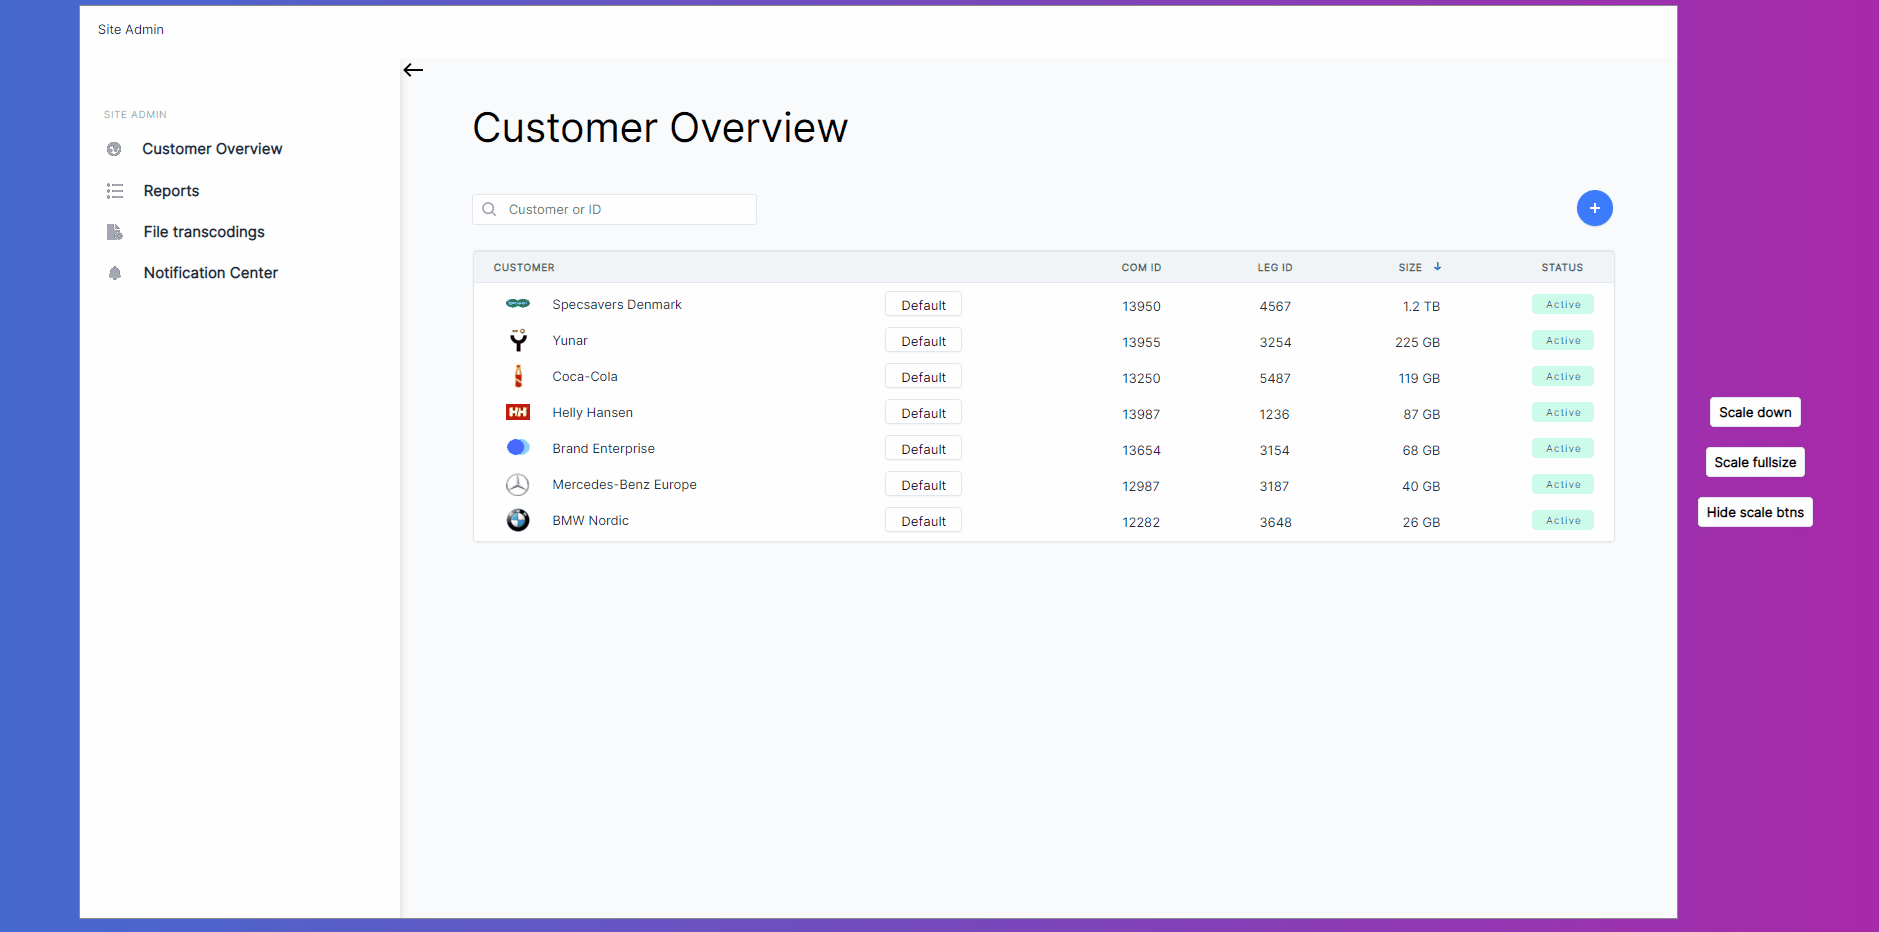 Site Admin
SITE ADMIN
Customer Overview
Reports
File transcodings
Notification Center
Customer Overview
Customer or ID
CUSTOMER COM ID LEG ID SIZE STATUS
Specsavers Denmark Default 13950 4567 1.2 TB Active
Yunar Default 13955 3254 225 GB Active
Coca-Cola Default 13250 5487 119 GB Active
HH Helly Hansen Default 13987 1236 87 GB Active
Brand Enterprise Default 13654 3154 68 GB Active
Mercedes-Benz Europe Default 12987 3187 40 GB Active
BMW Nordic Default 12282 3648 26 GB Active
Scale down
Scale fullsize
Hide scale btns